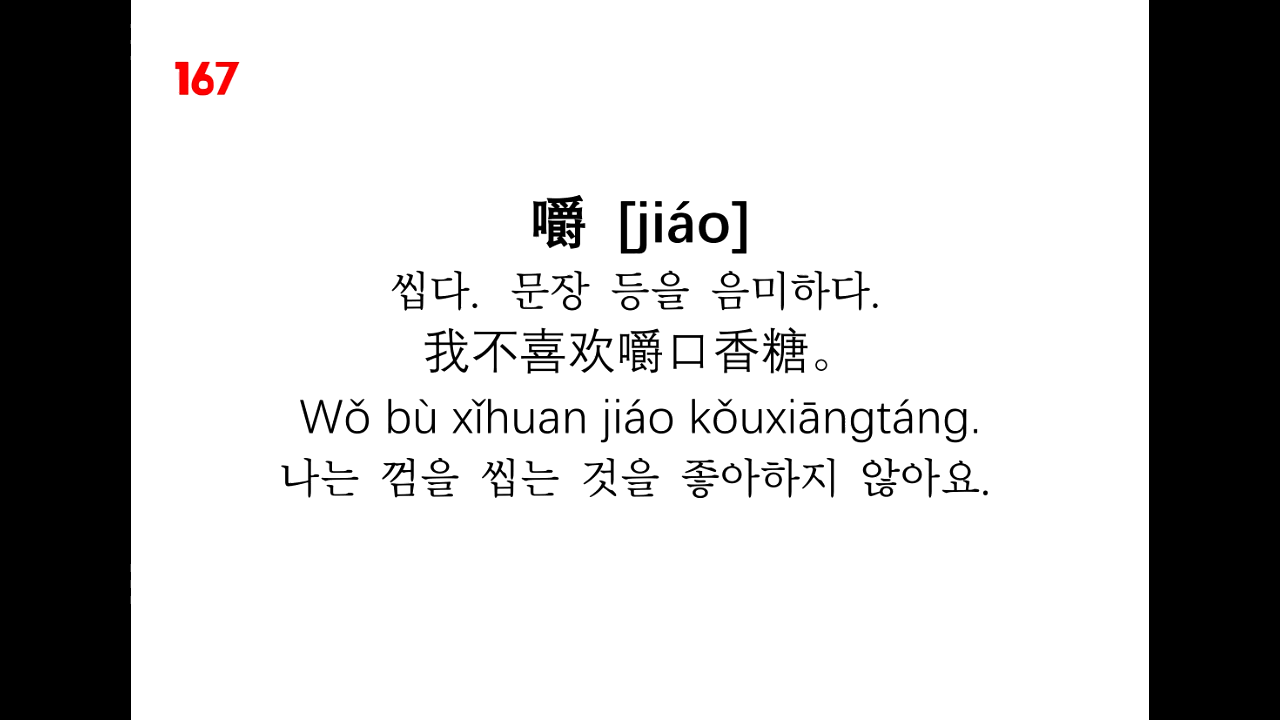 167
嚼 [jiáo]
씹다. 문장 등을 음미하다.
我不喜欢嚼口香糖。
Wǒ bù xǐhuan jiáo kǒuxiāngtáng.
나는 껌을 씹는 것을 좋아하지 않아요.